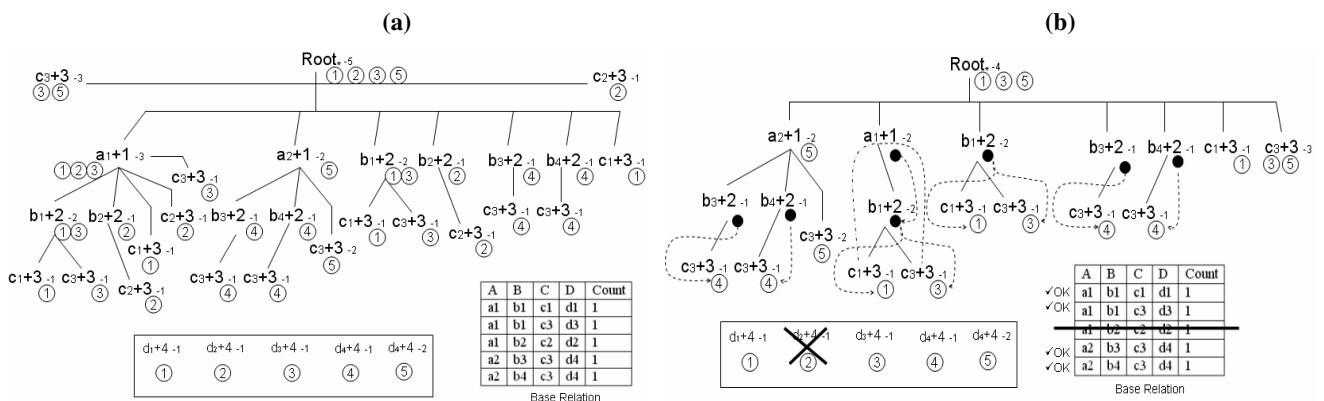 (a)
Root* -5
① ② ③ ⑤
c3+3 -3
③ ⑤
c2+3 -1
②
a1+1 -3
① ② ③
c3+3 -1
③
a2+1 -2
⑤
b1+2 -2
① ③
b2+2 -1
②
b3+2 -1
④
b4+2 -1
④
c1+3 -1
①
b1+2 -2
① ③
b2+2 -1
②
c2+3 -1
②
c1+3 -1
①
b3+2 -1
④
b4+2 -1
④
c3+3 -2
⑤
c1+3 -1
①
c3+3 -1
③
c2+3 -1
②
c3+3 -1
④
c3+3 -1
④
c1+3 -1
①
c3+3 -1
③
c2+3 -1
②
c3+3 -1
④
c3+3 -1
④
d1+4 -1 d2+4 -1 d3+4 -1 d4+4 -1 d4+4 -2
① ② ③ ④ ⑤
A B C D Count
a1 b1 c1 d1 1
a1 b1 c3 d3 1
a1 b2 c2 d2 1
a2 b3 c3 d4 1
a2 b4 c3 d4 1
Base Relation
(b)
Root* -4
① ③ ⑤
a2+1 -2
⑤
a1+1 -2
b1+2 -2
b3+2 -1
b4+2 -1
c1+3 -1
①
c3+3 -3
③ ⑤
b3+2 -1
b4+2 -1
c3+3 -2
⑤
b1+2 -2
c1+3 -1
①
c3+3 -1
③
c3+3 -1
④
c3+3 -1
④
c3+3 -1
④
c3+3 -1
④
c1+3 -1
①
c3+3 -1
③
d1+4 -1 d2+4 -1 d3+4 -1 d4+4 -1 d4+4 -2
① ② ③ ④ ⑤
A B C D Count
✓OK a1 b1 c1 d1 1
✓OK a1 b1 c3 d3 1
a1 b2 c2 d2 1
✓OK a2 b3 c3 d4 1
✓OK a2 b4 c3 d4 1
Base Relation